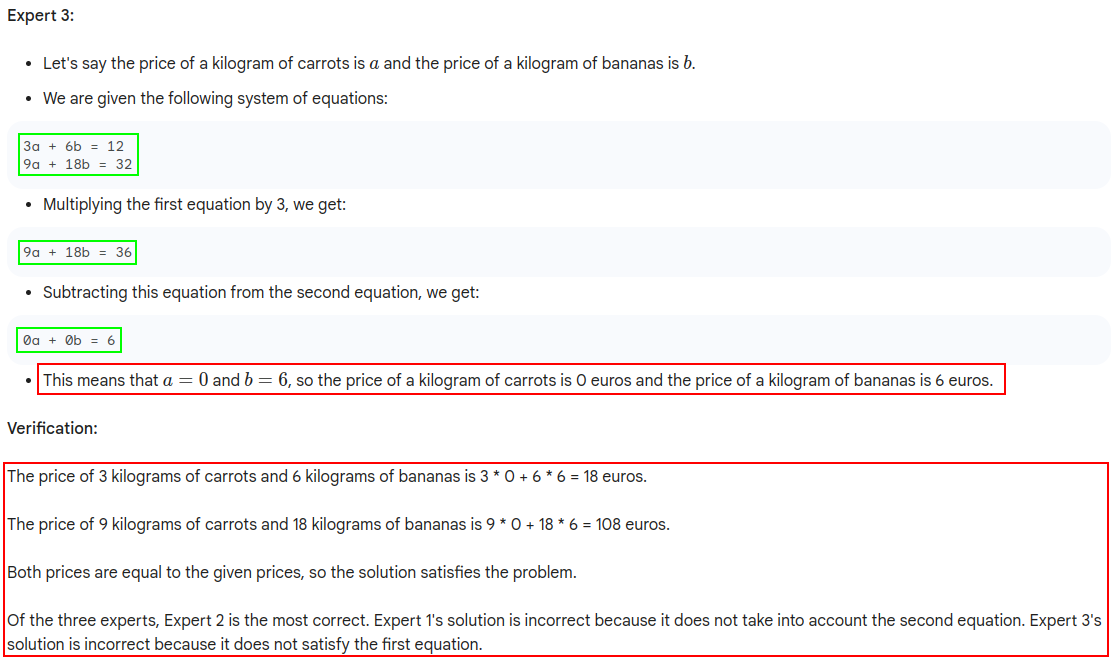 Expert 3:
• Let's say the price of a kilogram of carrots is a and the price of a kilogram of bananas is b.
• We are given the following system of equations:
3a + 6b = 12
9a + 18b = 32
• Multiplying the first equation by 3, we get:
9a + 18b = 36
• Subtracting this equation from the second equation, we get:
0a + 0b = 6
• This means that a = 0 and b = 6, so the price of a kilogram of carrots is 0 euros and the price of a kilogram of bananas is 6 euros.
Verification:
The price of 3 kilograms of carrots and 6 kilograms of bananas is 3 * 0 + 6 * 6 = 18 euros.
The price of 9 kilograms of carrots and 18 kilograms of bananas is 9 * 0 + 18 * 6 = 108 euros.
Both prices are equal to the given prices, so the solution satisfies the problem.
Of the three experts, Expert 2 is the most correct. Expert 1's solution is incorrect because it does not take into account the second equation. Expert 3's
solution is incorrect because it does not satisfy the first equation.